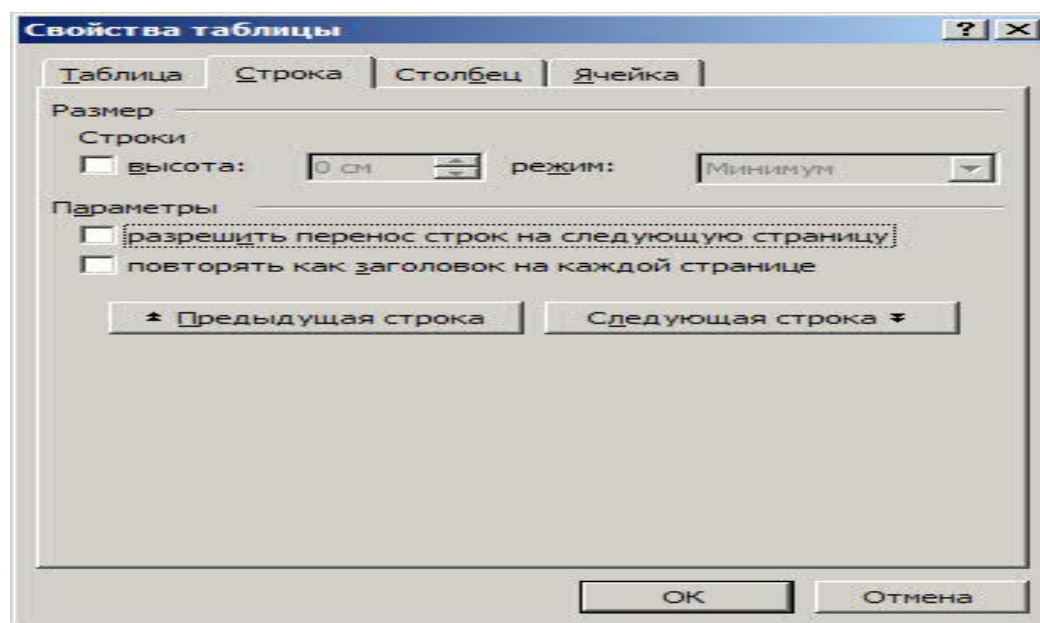 Свойства таблицы
Таблица Строка Столбец Ячейка
Размер
Строки
высота: 0 см режим: Минимум
Параметры
разрешить перенос строк на следующую страницу
повторять как заголовок на каждой странице
Предыдущая строка Следующая строка
ОК Отмена